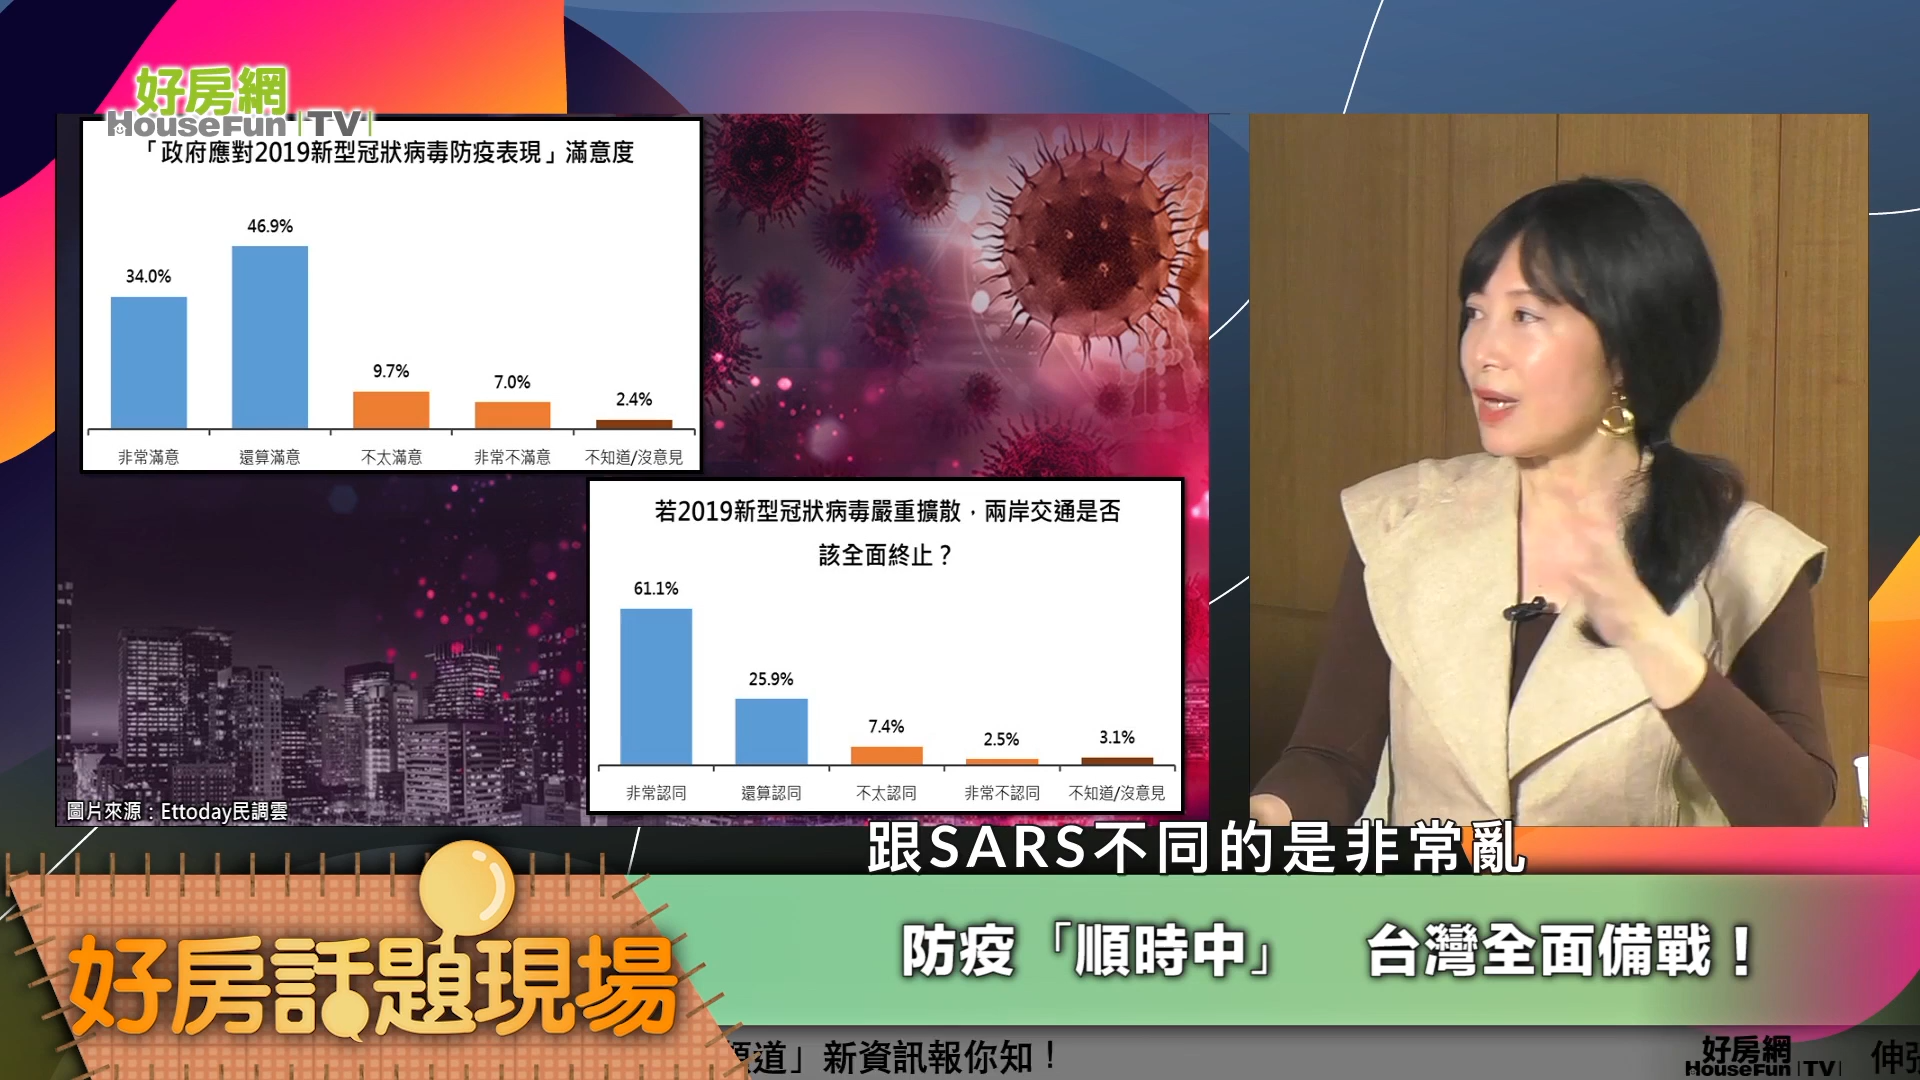 好房網
HouseFun TV
「政府應對2019新型冠狀病毒防疫表現」滿意度
34.0%
46.9%
9.7%
7.0%
2.4%
非常滿意
還算滿意
不太滿意
非常不滿意
不知道/沒意見
若2019新型冠狀病毒嚴重擴散，兩岸交通是否
該全面終止？
61.1%
25.9%
7.4%
2.5%
3.1%
非常認同
還算認同
不太認同
非常不認同
不知道/沒意見
圖片來源：Ettoday民調雲
跟SARS不同的是非常亂
防疫「順時中」 台灣全面備戰！
好房話題現場
道」新資訊報你知！
好房網
HouseFun TV
伸